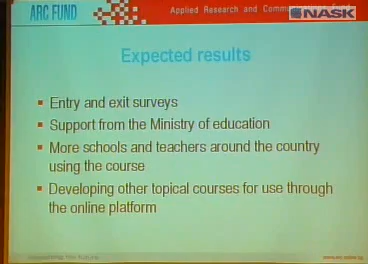 ARC FUND
Applied Research and Commu
NASK
Expected results
Entry and exit surveys
Support from the Ministry of education
More schools and teachers around the country
using the course
Developing other topical courses for use through
the online platform